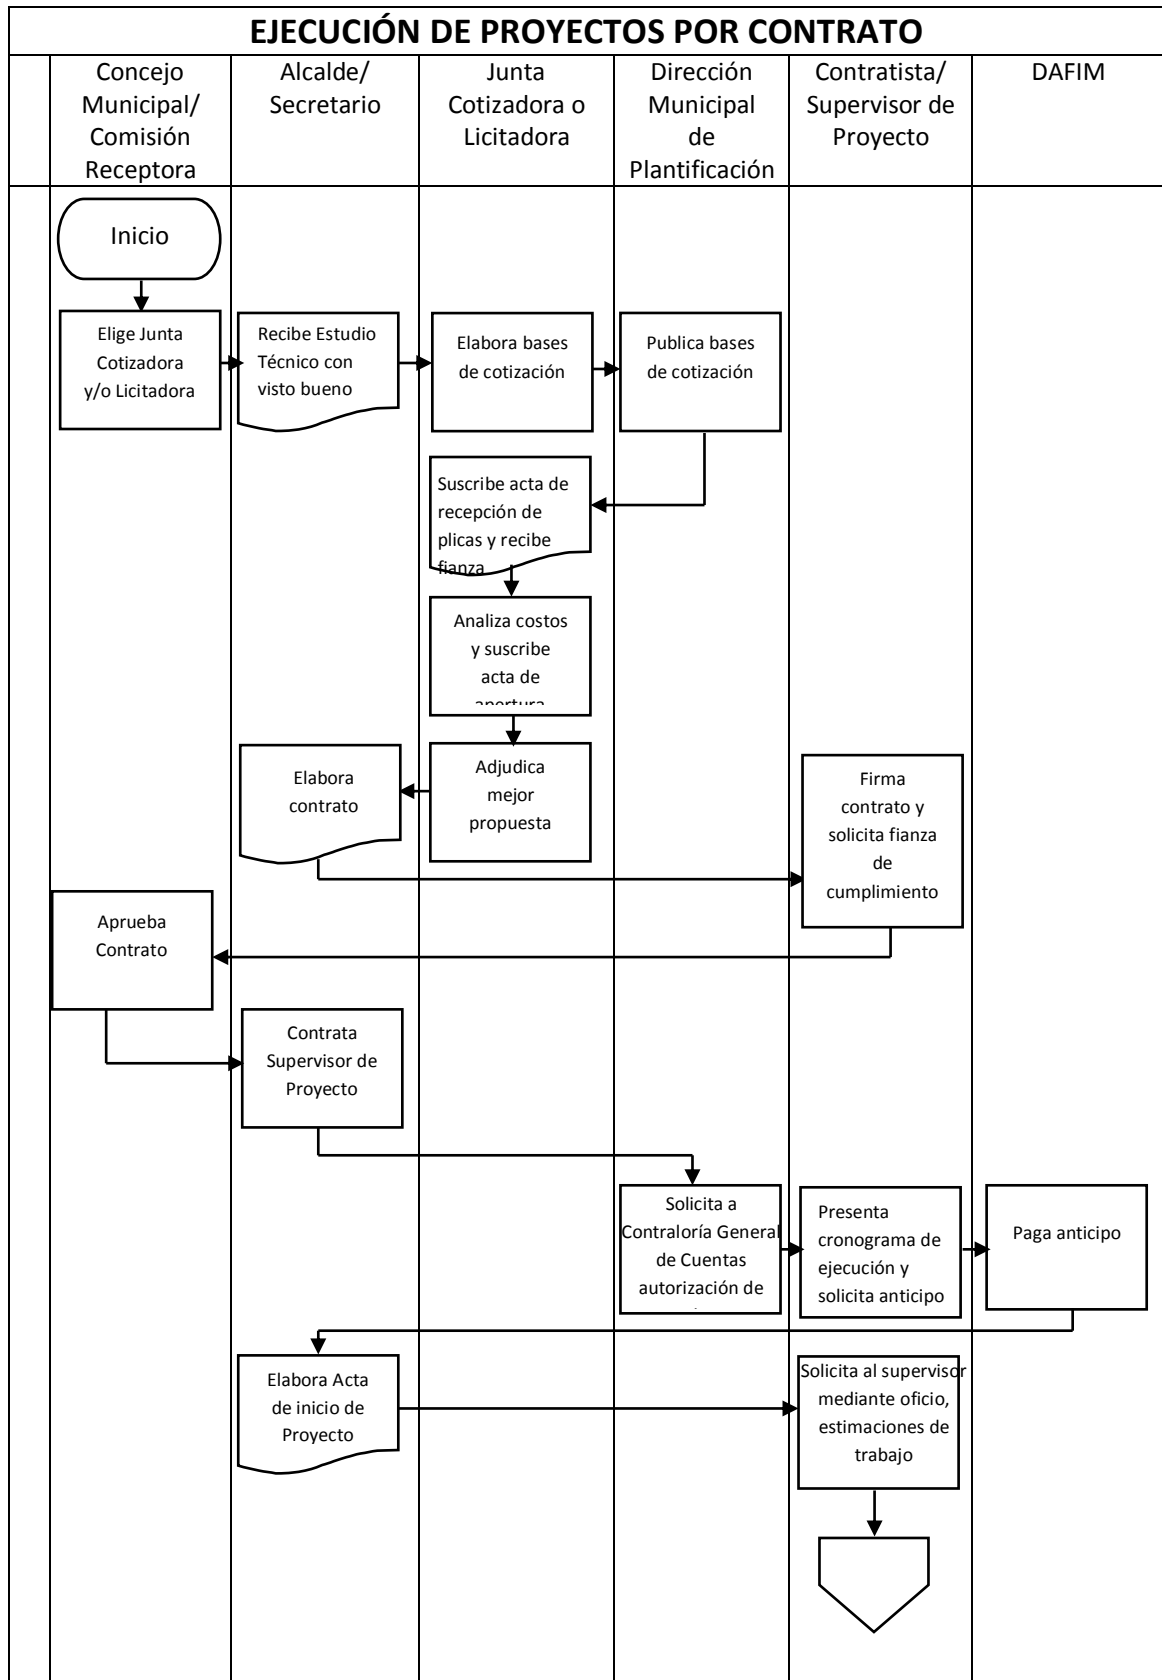 EJECUCIÓN DE PROYECTOS POR CONTRATO
Concejo
Municipal/
Comisión
Receptora
Alcalde/
Secretario
Junta
Cotizadora o
Licitadora
Dirección
Municipal
de
Plantificación
Contratista/
Supervisor de
Proyecto
DAFIM
Inicio
Elige Junta
Cotizadora
y/o Licitadora
Recibe Estudio
Técnico con
visto bueno
Elabora bases
de cotización
Publica bases
de cotización
Suscribe acta de
recepción de
plicas y recibe
fianza
Analiza costos
y suscribe
acta de
apertura
Adjudica
mejor
propuesta
Elabora
contrato
Firma
contrato y
solicita fianza
de
cumplimiento
Aprueba
Contrato
Contrata
Supervisor de
Proyecto
Solicita a
Contraloría General
de Cuentas
autorización de
Presenta
cronograma de
ejecución y
solicita anticipo
Paga anticipo
Elabora Acta
de inicio de
Proyecto
Solicita al supervisor
mediante oficio,
estimaciones de
trabajo